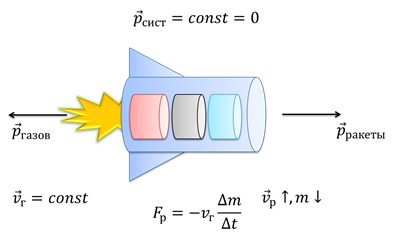 p⃗сист = const = 0
p⃗газов
p⃗ракеты
v⃗г = const
Fр = −vг Δm/Δt
v⃗р ↑, m ↓